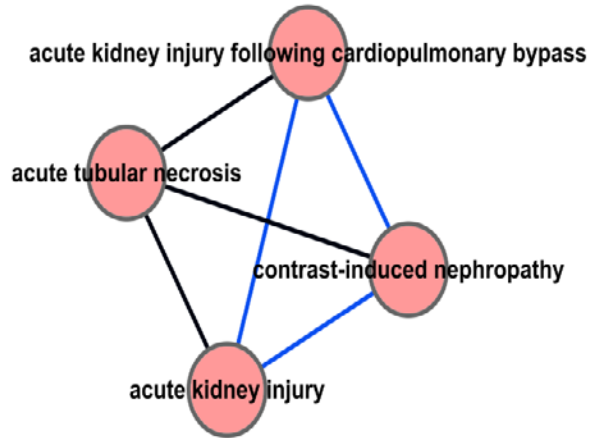 acute kidney injury following cardiopulmonary bypass
acute tubular necrosis
contrast-induced nephropathy
acute kidney injury